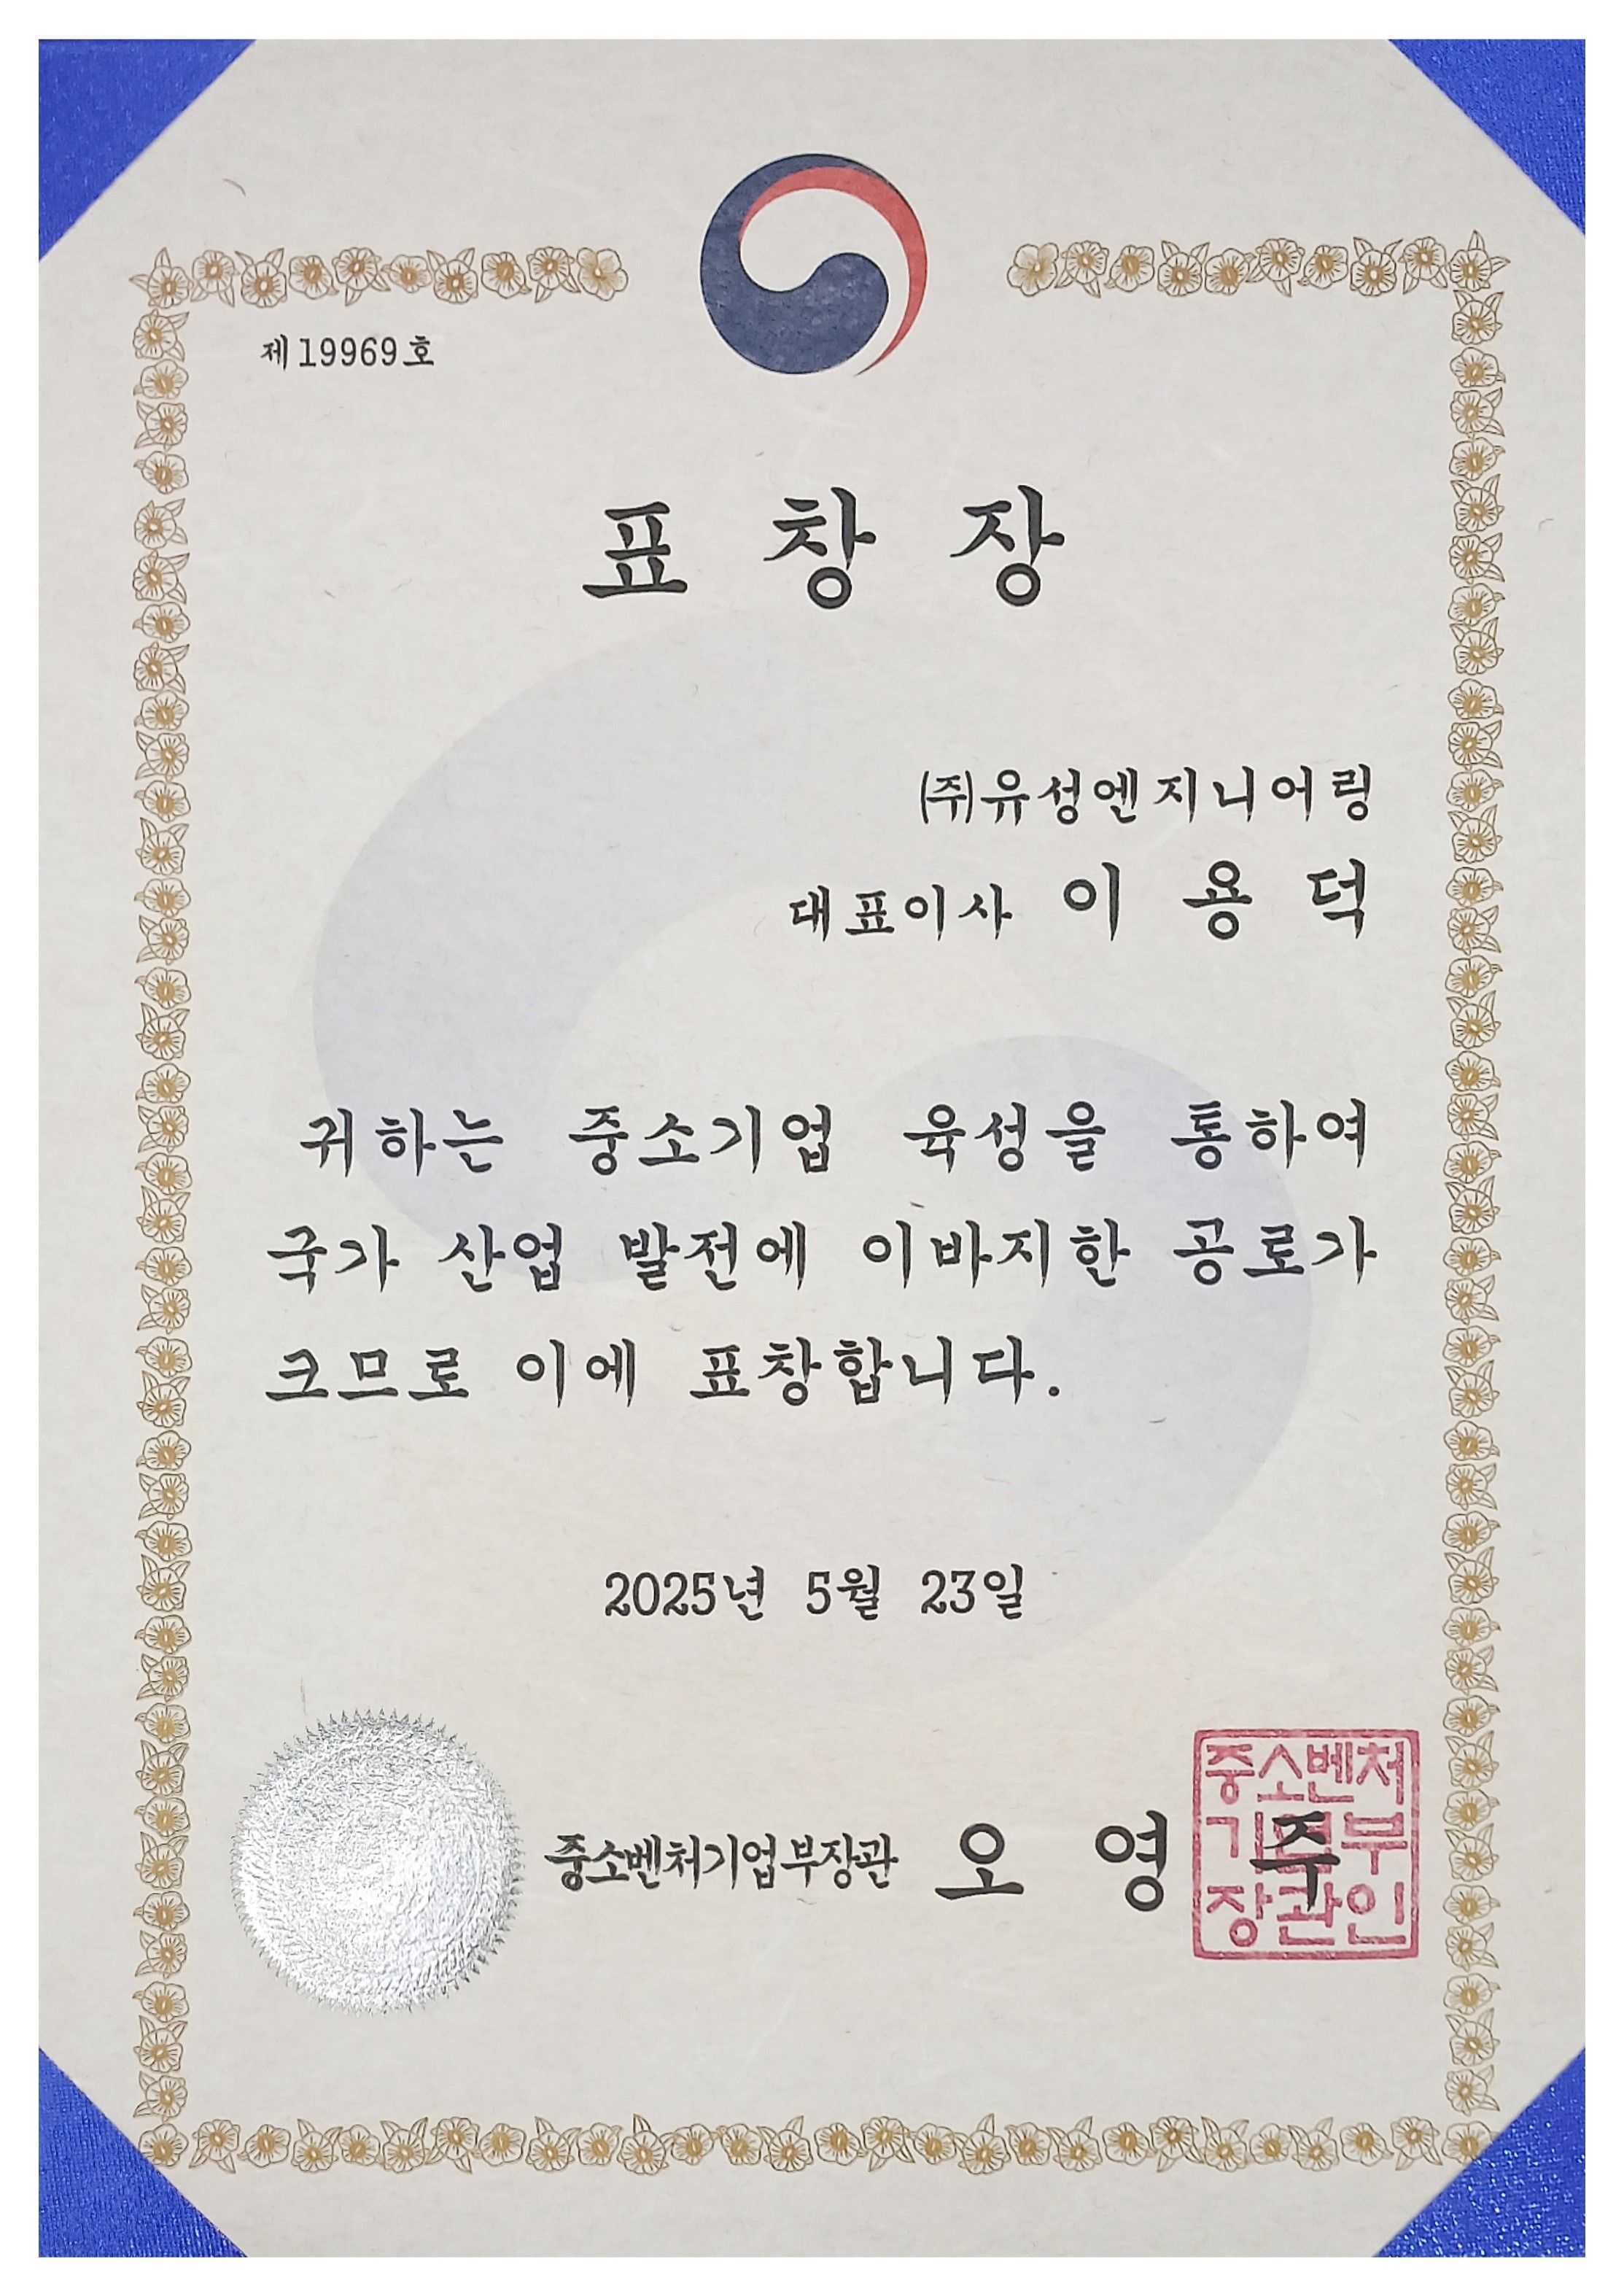 제19969호
표 창 장
㈜유성엔지니어링
대표이사 이 용 덕
귀하는 중소기업 육성을 통하여
국가 산업 발전에 이바지한 공로가
크므로 이에 표창합니다.
2025년 5월 23일
중소벤처기업부장관 오 영 주
중소벤처
기업부
장관인